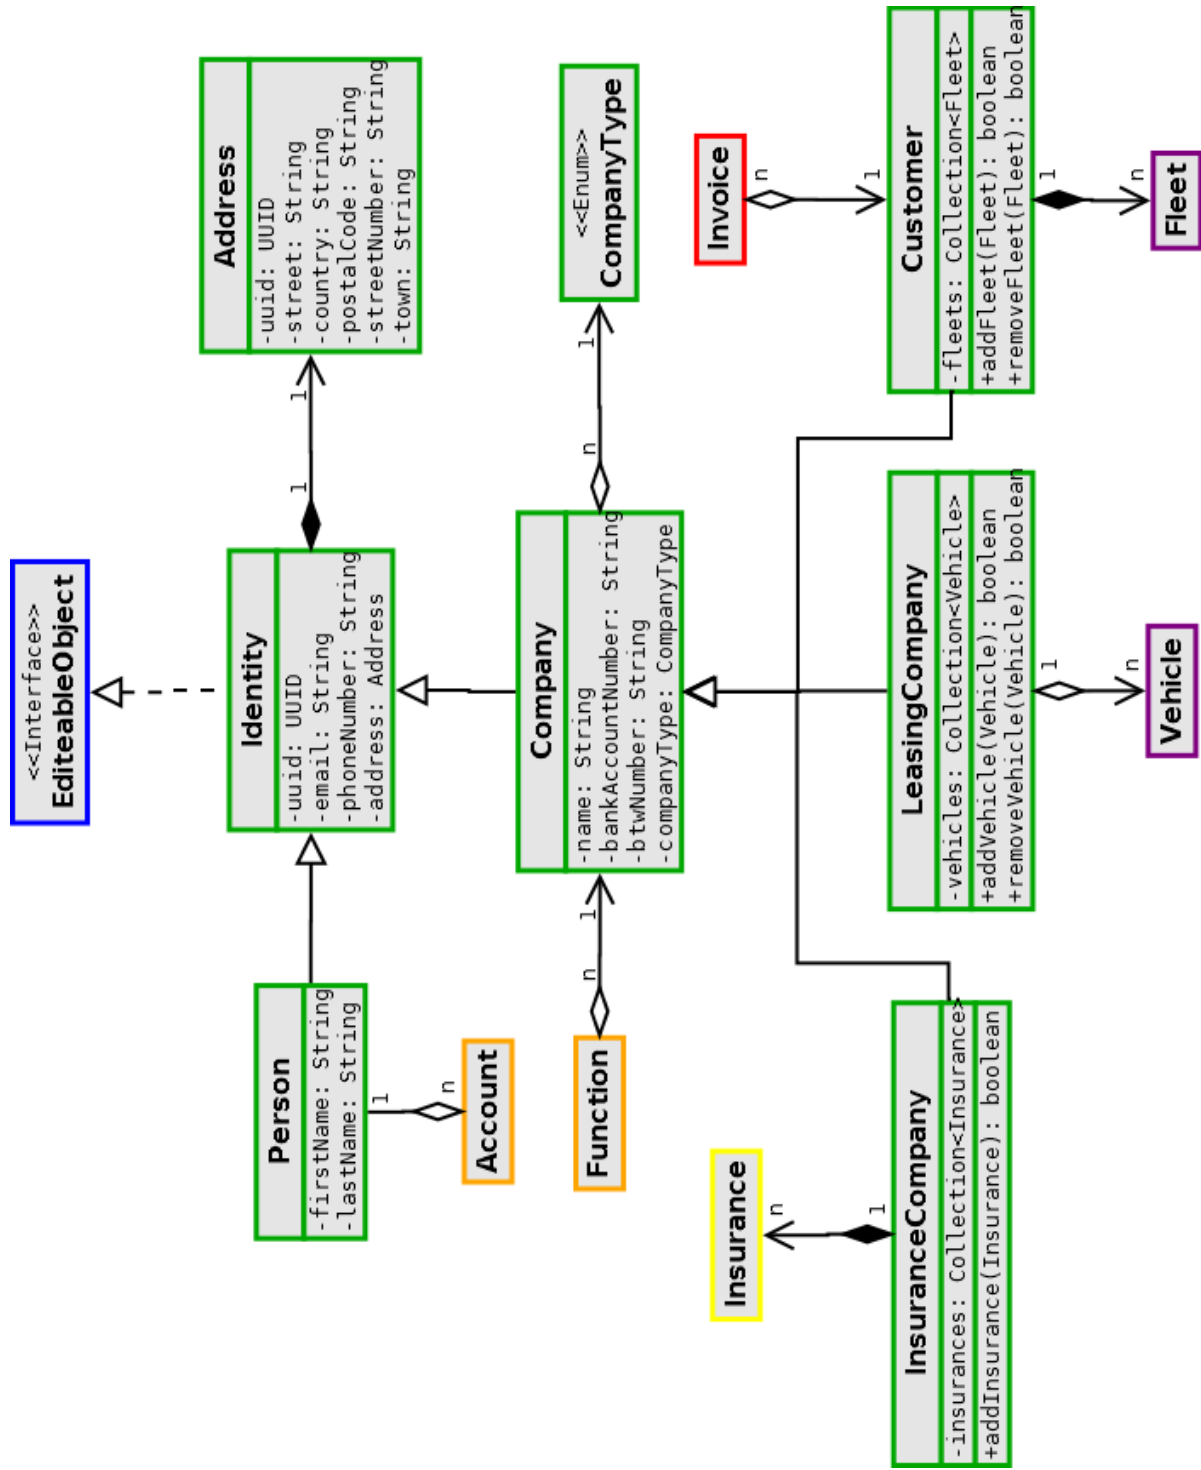 <<Interface>>
EditeableObject
Person
-firstName: String
-lastName: String
1
n
Account
Identity
-uuid: UUID
-email: String
-phoneNumber: String
-address: Address
1
1
Address
-uuid: UUID
-street: String
-country: String
-postalCode: String
-streetNumber: String
-town: String
Function
n
1
Company
-name: String
-bankAccountNumber: String
-btwNumber: String
-companyType: CompanyType
n
1
<<Enum>>
CompanyType
Insurance
n
1
InsuranceCompany
-insurances: Collection<Insurance>
+addInsurance(Insurance): boolean
LeasingCompany
-vehicles: Collection<Vehicle>
+addVehicle(Vehicle): boolean
+removeVehicle(Vehicle): boolean
1
n
Vehicle
Invoice
n
1
Customer
-fleets: Collection<Fleet>
+addFleet(Fleet): boolean
+removeFleet(Fleet): boolean
1
n
Fleet